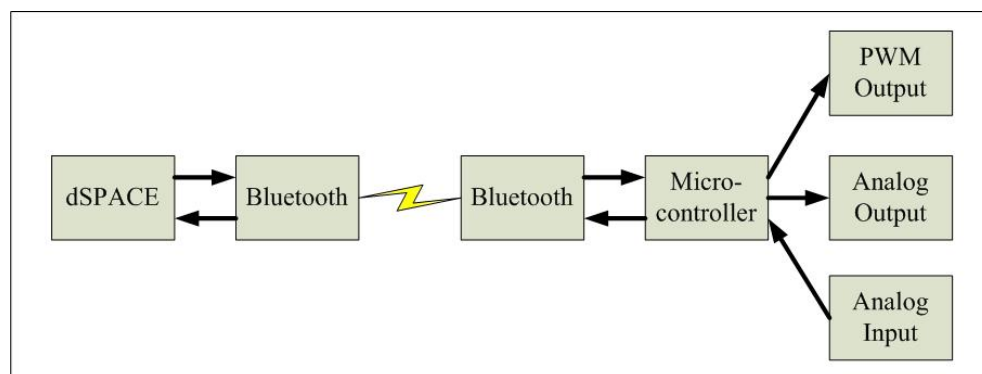 dSPACE
Bluetooth
Bluetooth
Micro-
controller
PWM
Output
Analog
Output
Analog
Input